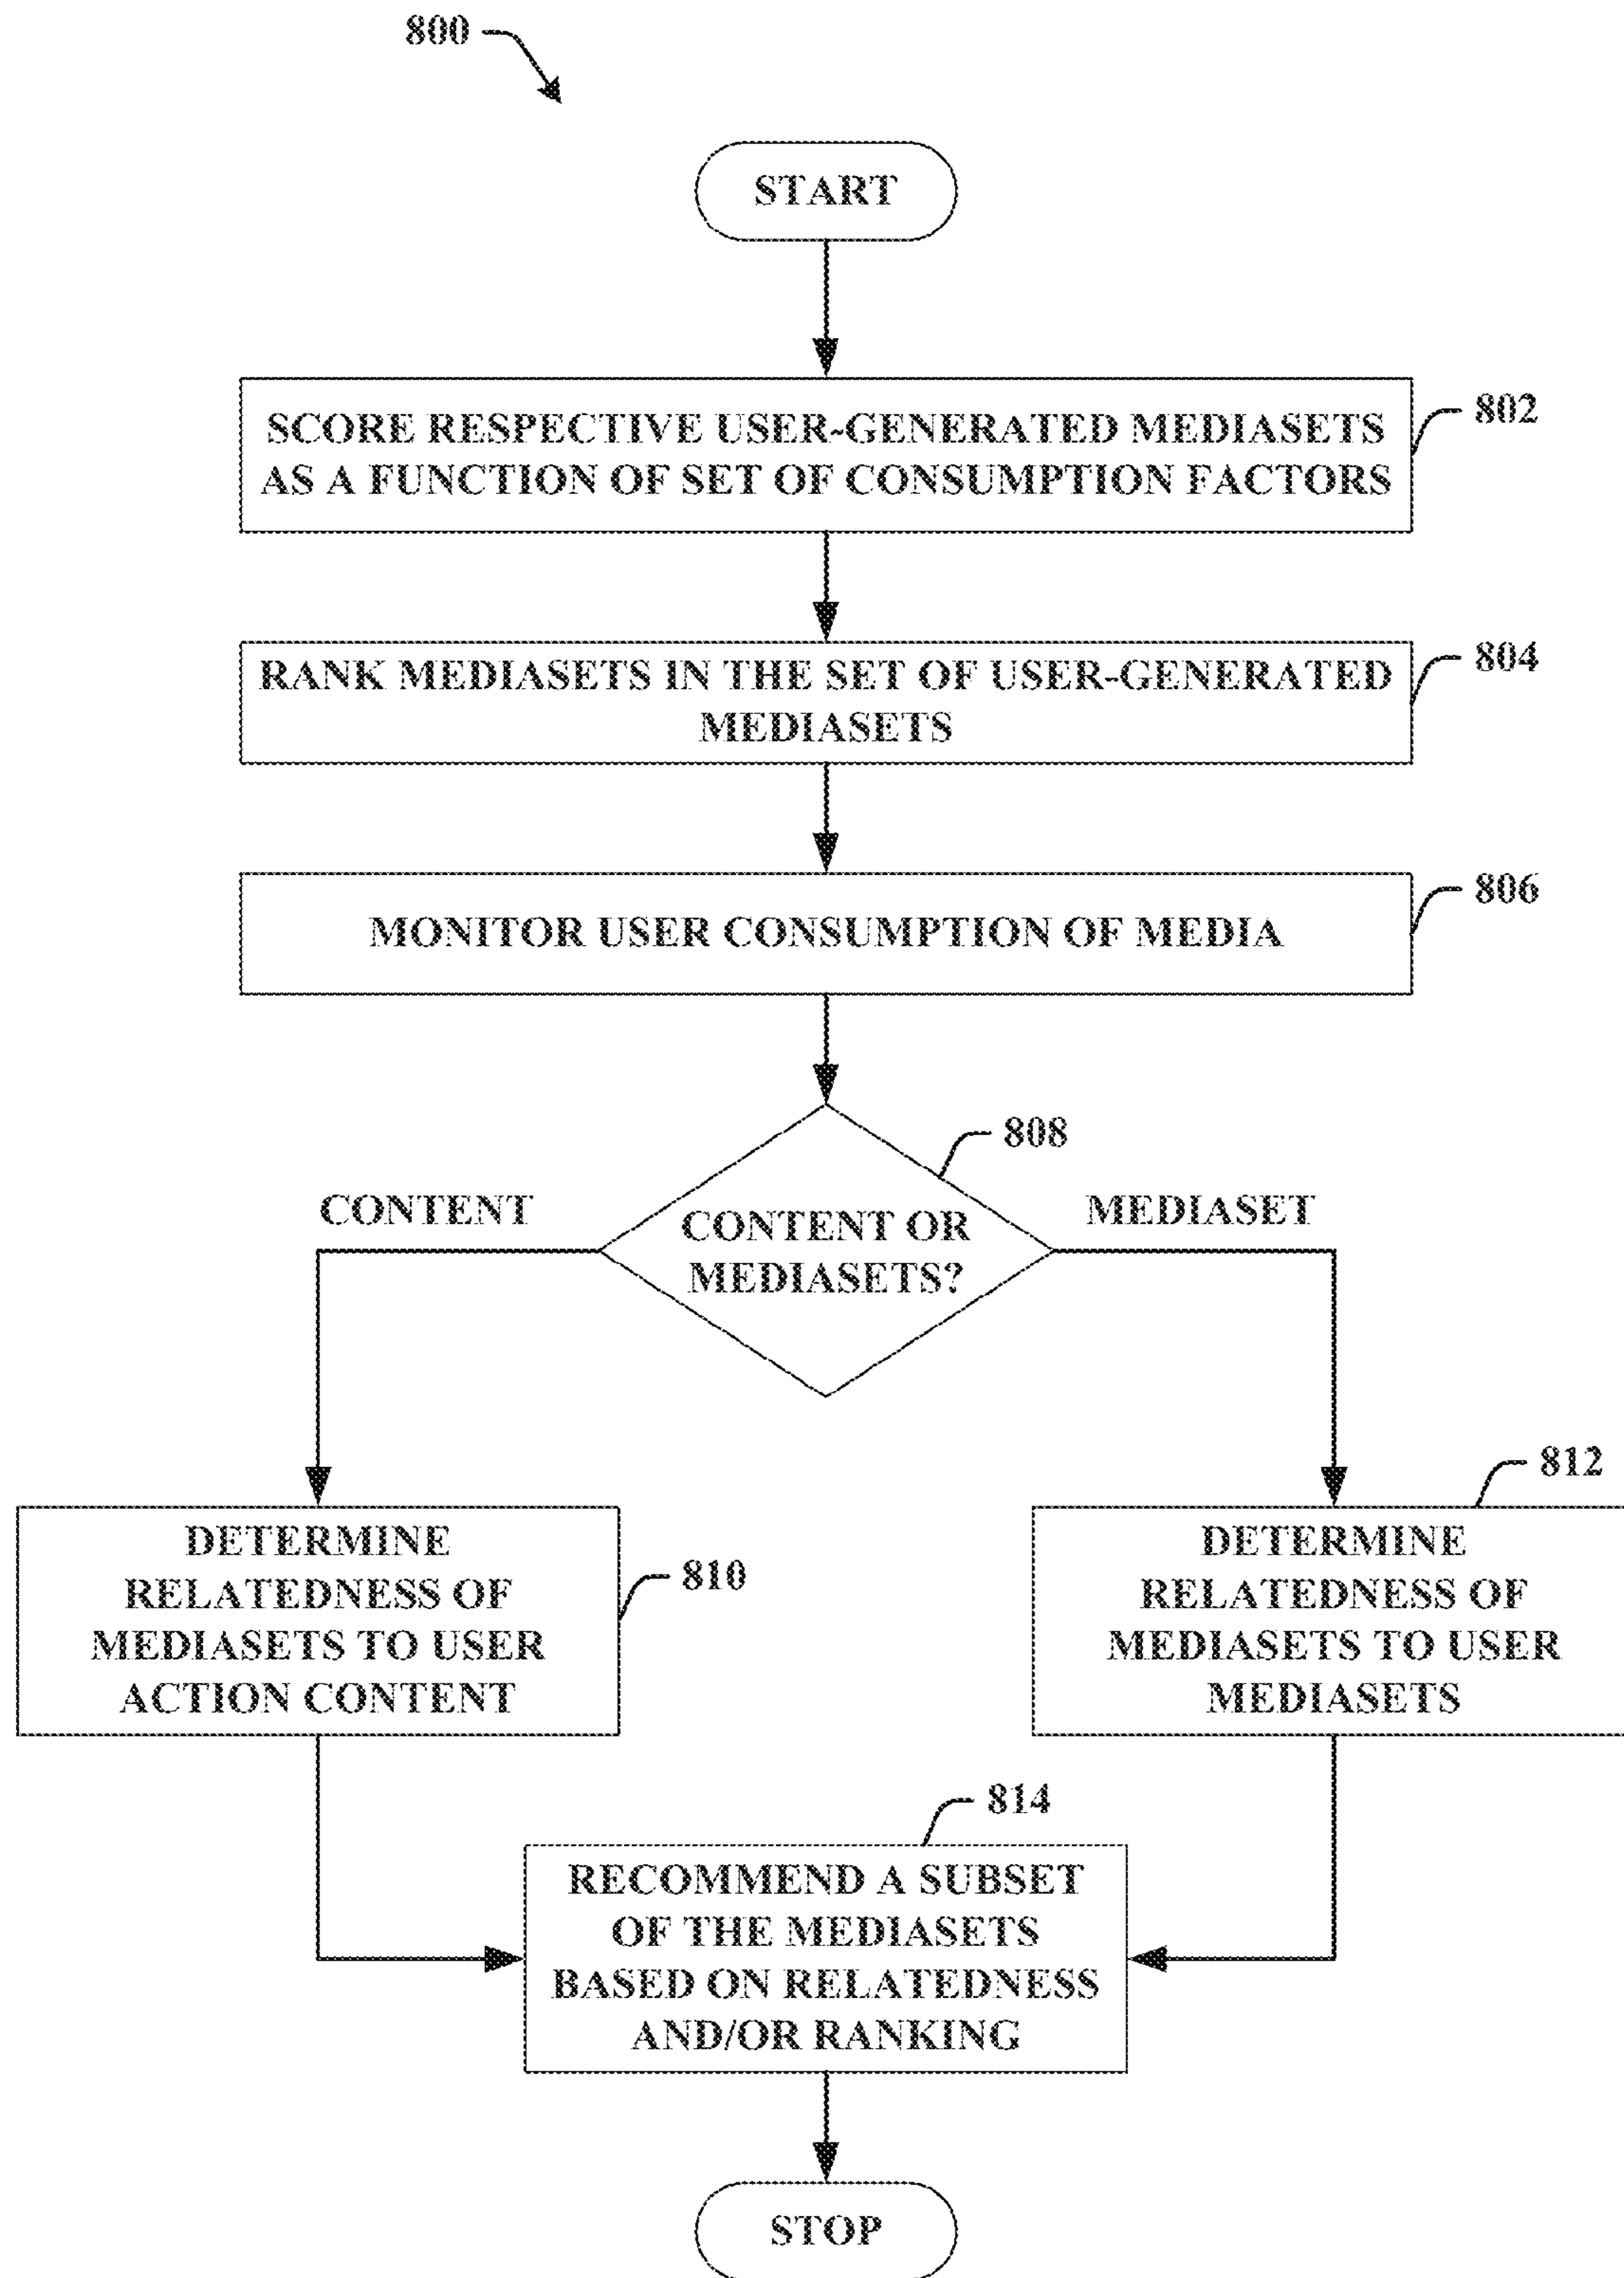 800
START
SCORE RESPECTIVE USER-GENERATED MEDIASETS
AS A FUNCTION OF SET OF CONSUMPTION FACTORS
802
RANK MEDIASETS IN THE SET OF USER-GENERATED
MEDIASETS
804
MONITOR USER CONSUMPTION OF MEDIA
806
808
CONTENT
CONTENT OR
MEDIASETS?
MEDIASET
DETERMINE
RELATEDNESS OF
MEDIASETS TO USER
ACTION CONTENT
810
812
DETERMINE
RELATEDNESS OF
MEDIASETS TO USER
MEDIASETS
814
RECOMMEND A SUBSET
OF THE MEDIASETS
BASED ON RELATEDNESS
AND/OR RANKING
STOP